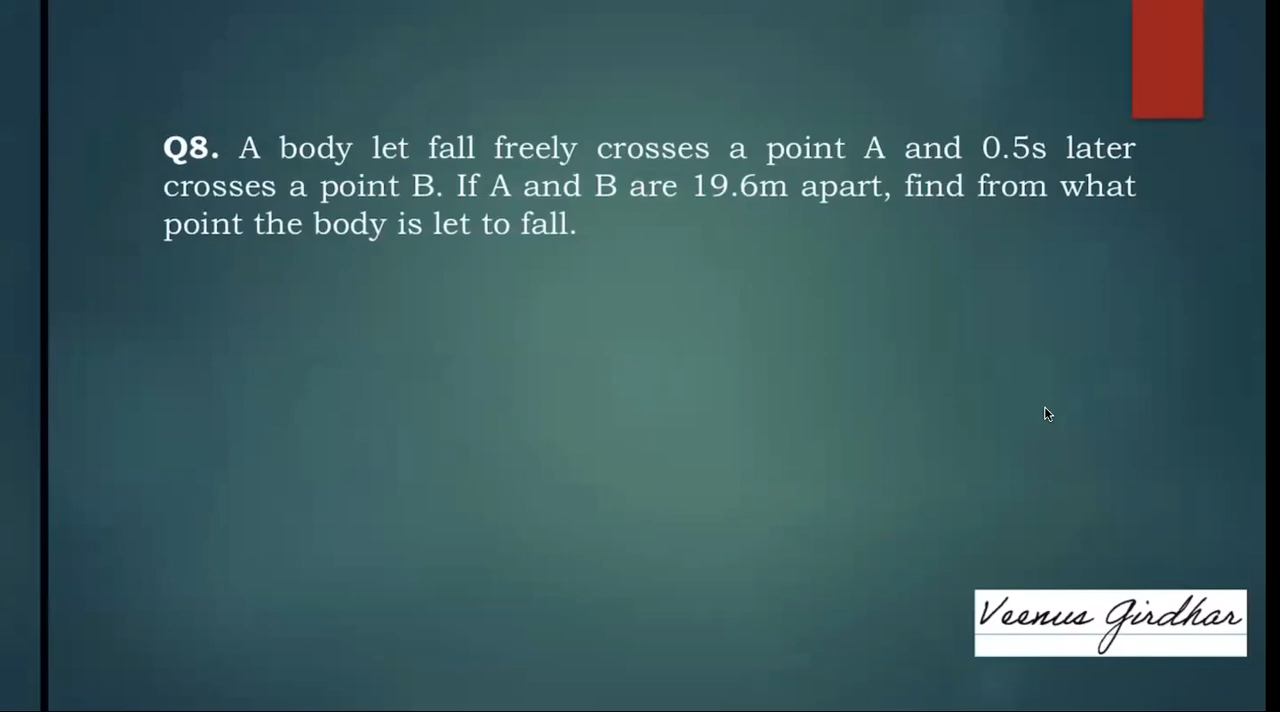 Q8. A body let fall freely crosses a point A and 0.5s later
crosses a point B. If A and B are 19.6m apart, find from what
point the body is let to fall.
Veenus Girdhar